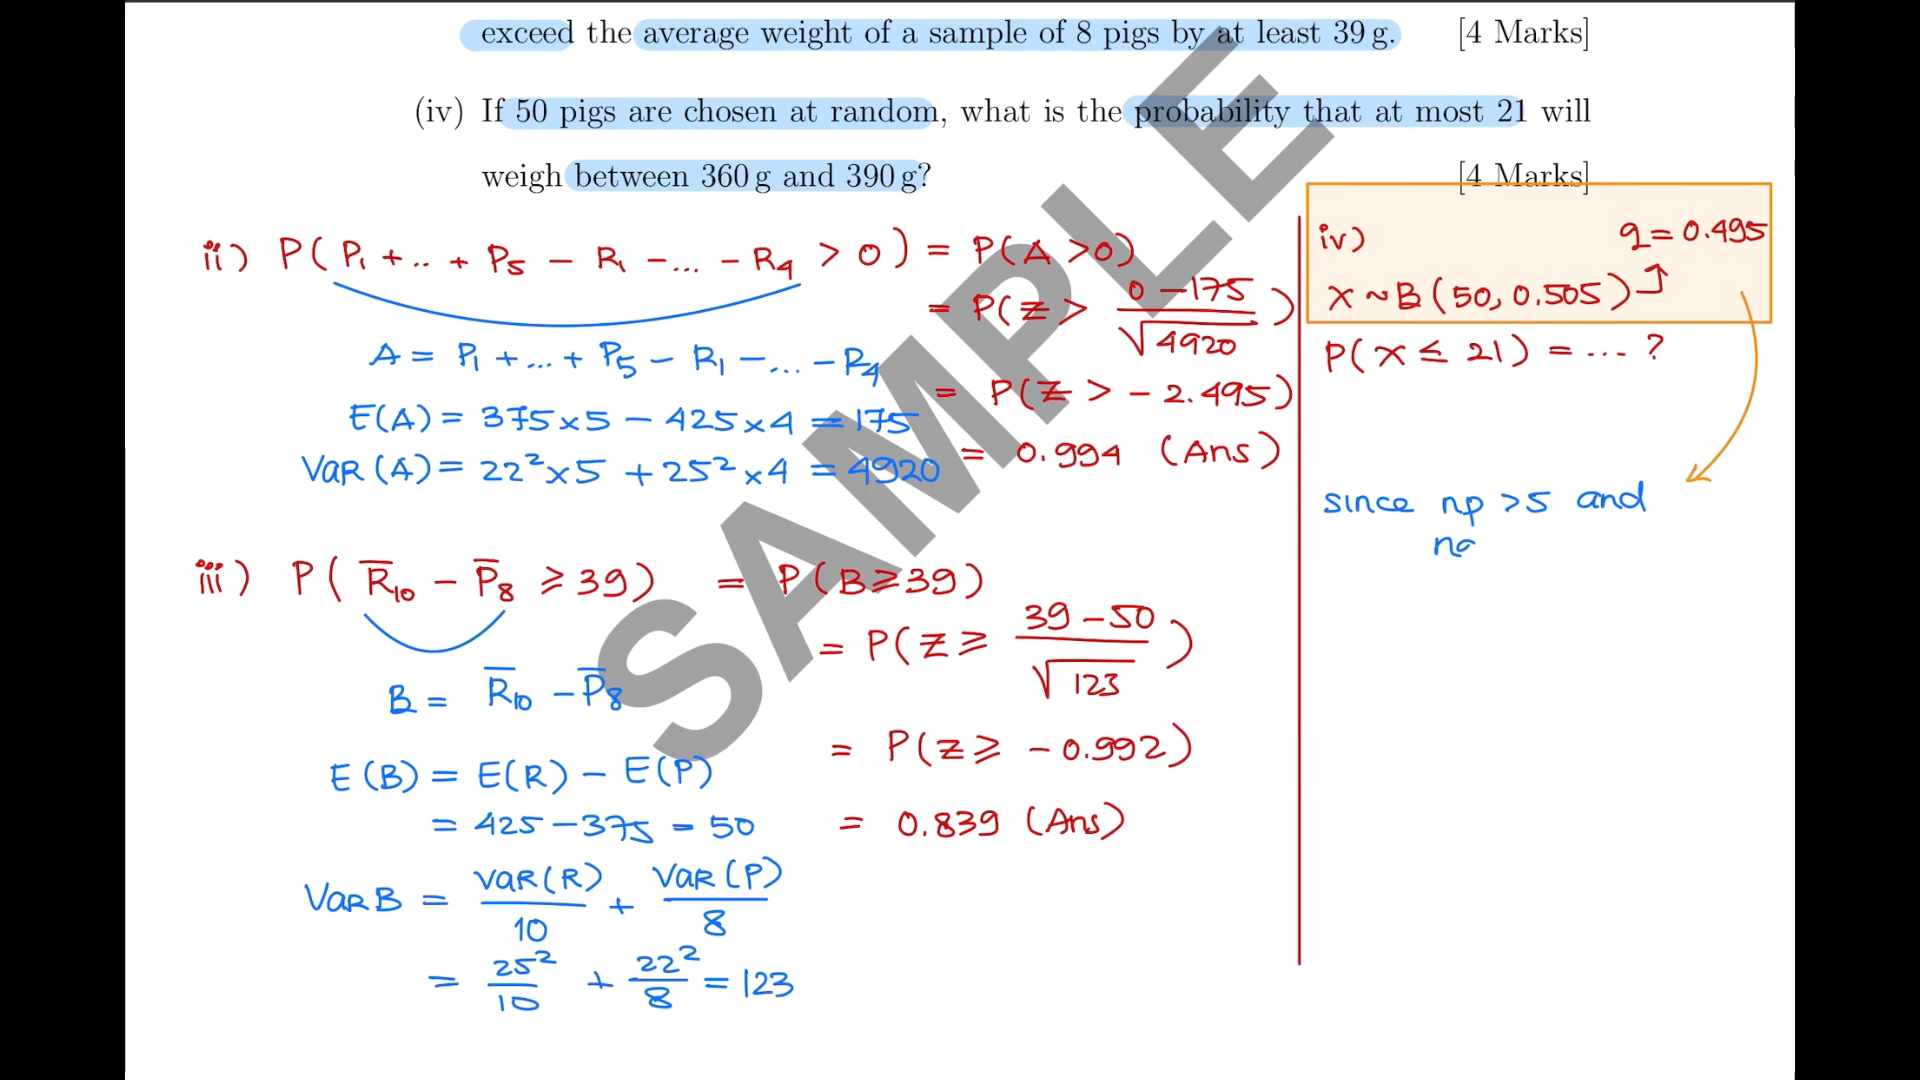 exceed the average weight of a sample of 8 pigs by at least 39 g. [4 Marks]
(iv) If 50 pigs are chosen at random, what is the probability that at most 21 will
weigh between 360 g and 390 g? [4 Marks]
ii) P(P₁ + .. + P₅ − R₁ − ... − R₄ > 0) = P(A > 0)
= P(Z > (0 − 175)/√4920)
A = P₁ + ... + P₅ − R₁ − ... − R₄
= P(Z > − 2.495)
E(A) = 375×5 − 425×4 = 175
= 0.994 (Ans)
VAR(A) = 22²×5 + 25²×4 = 4920
iii) P(R̅₁₀ − P̅₈ ≥ 39) = P(B ≥ 39)
= P(Z ≥ (39 − 50)/√123)
B = R̅₁₀ − P̅₈
= P(Z ≥ − 0.992)
E(B) = E(R) − E(P)
= 425 − 375 = 50
= 0.839 (Ans)
VAR B = VAR(R)/10 + VAR(P)/8
= 25²/10 + 22²/8 = 123
iv) q = 0.495
X ~ B(50, 0.505)
P(X ≤ 21) = ... ?
since np > 5 and
nq
SAMPLE